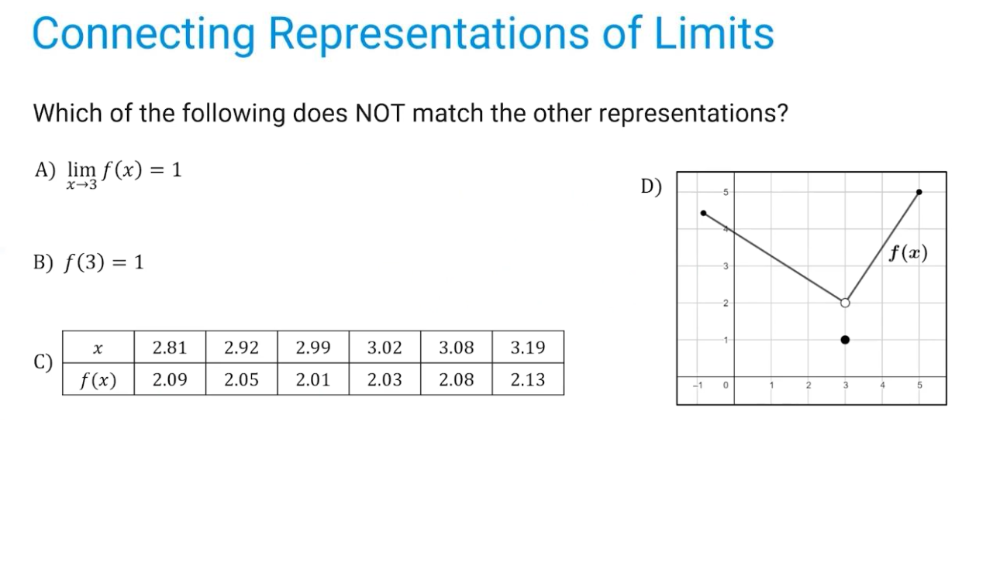 Connecting Representations of Limits
Which of the following does NOT match the other representations?
A) lim f(x) = 1
x→3
B) f(3) = 1
C)
x 2.81 2.92 2.99 3.02 3.08 3.19
f(x) 2.09 2.05 2.01 2.03 2.08 2.13
D)
5
4
f(x)
3
2
1
−1 0 1 2 3 4 5